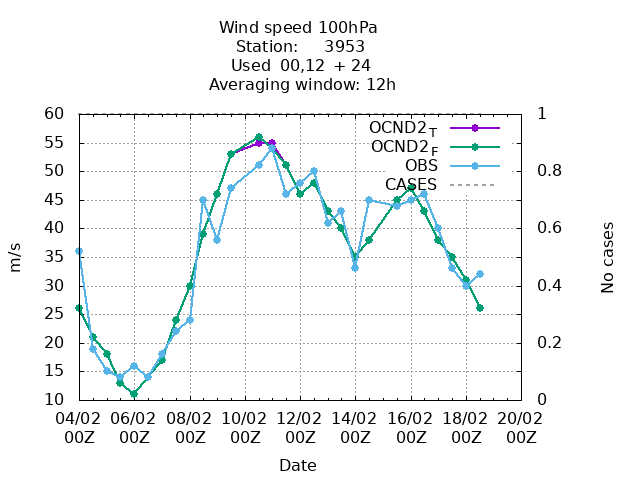 Wind speed 100hPa
Station: 3953
Used 00,12 + 24
Averaging window: 12h
60 1
55
50 0.8
45
40 0.6
35
30 0.4
25
20 0.2
15
10 0
OCND2 T
OCND2 F
OBS
CASES
m/s
No cases
04/02 06/02 08/02 10/02 12/02 14/02 16/02 18/02 20/02
00Z 00Z 00Z 00Z 00Z 00Z 00Z 00Z 00Z
Date